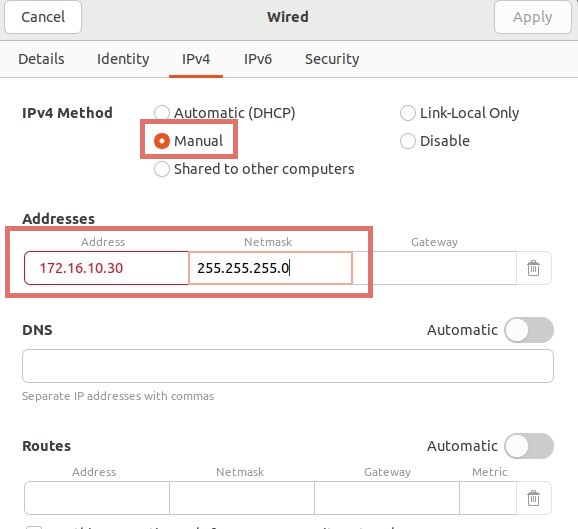 Cancel Wired Apply
Details Identity IPv4 IPv6 Security
IPv4 Method Automatic (DHCP) Link-Local Only
Manual Disable
Shared to other computers
Addresses
Address Netmask Gateway
172.16.10.30 255.255.255.0
DNS Automatic
Separate IP addresses with commas
Routes Automatic
Address Netmask Gateway Metric